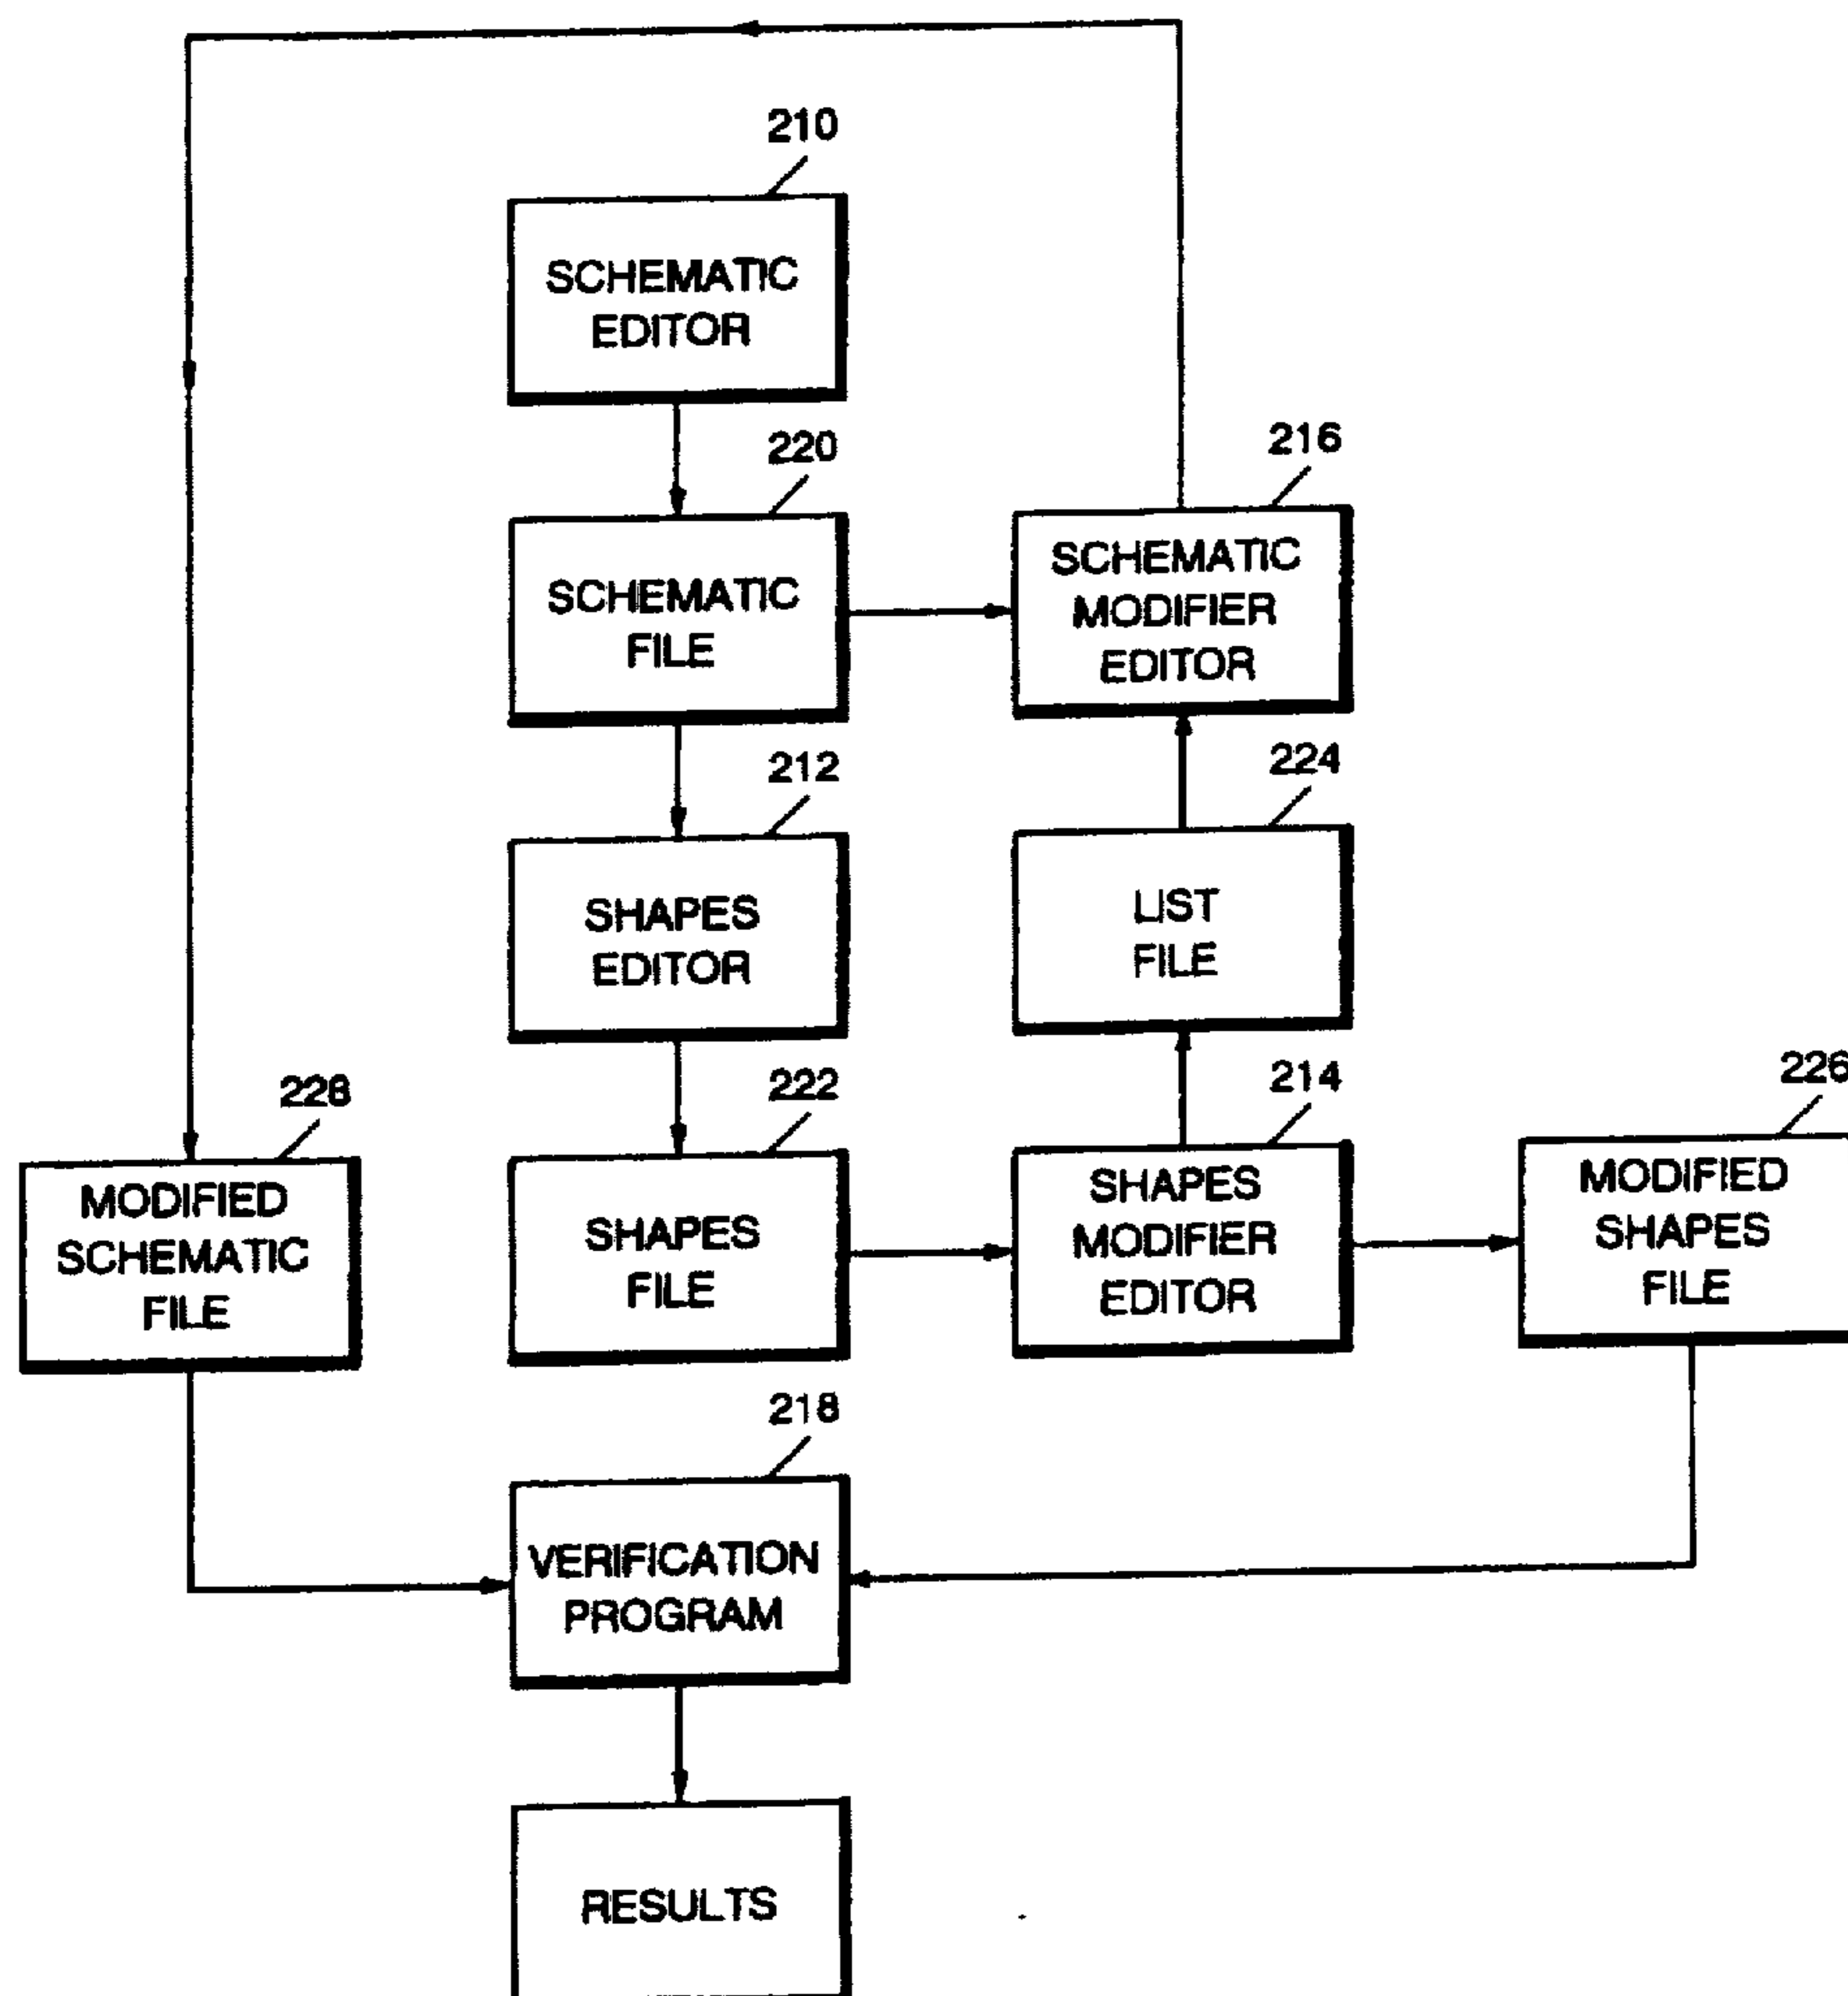 210
SCHEMATIC
EDITOR
220
SCHEMATIC
FILE
216
SCHEMATIC
MODIFIER
EDITOR
212
SHAPES
EDITOR
224
LIST
FILE
228
MODIFIED
SCHEMATIC
FILE
222
SHAPES
FILE
214
SHAPES
MODIFIER
EDITOR
226
MODIFIED
SHAPES
FILE
218
VERIFICATION
PROGRAM
RESULTS